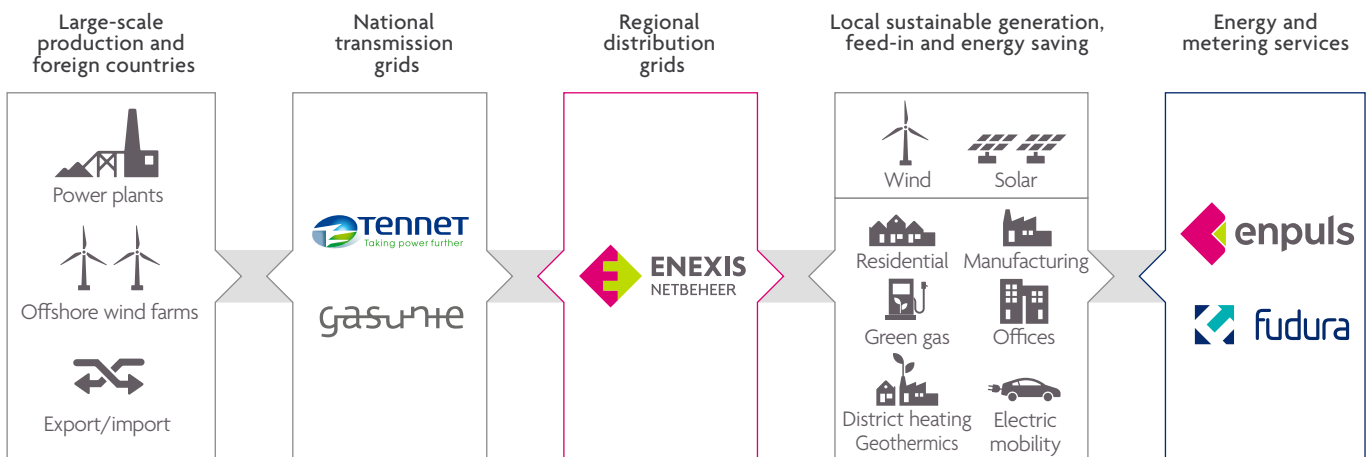 Large-scale
production and
foreign countries
National
transmission
grids
Regional
distribution
grids
Local sustainable generation,
feed-in and energy saving
Energy and
metering services
Power plants
Offshore wind farms
Export/import
TENNET
Taking power further
gasunie
ENEXIS
NETBEHEER
Wind
Solar
Residential
Manufacturing
Green gas
Offices
District heating
Geothermics
Electric
mobility
enpuls
fudura